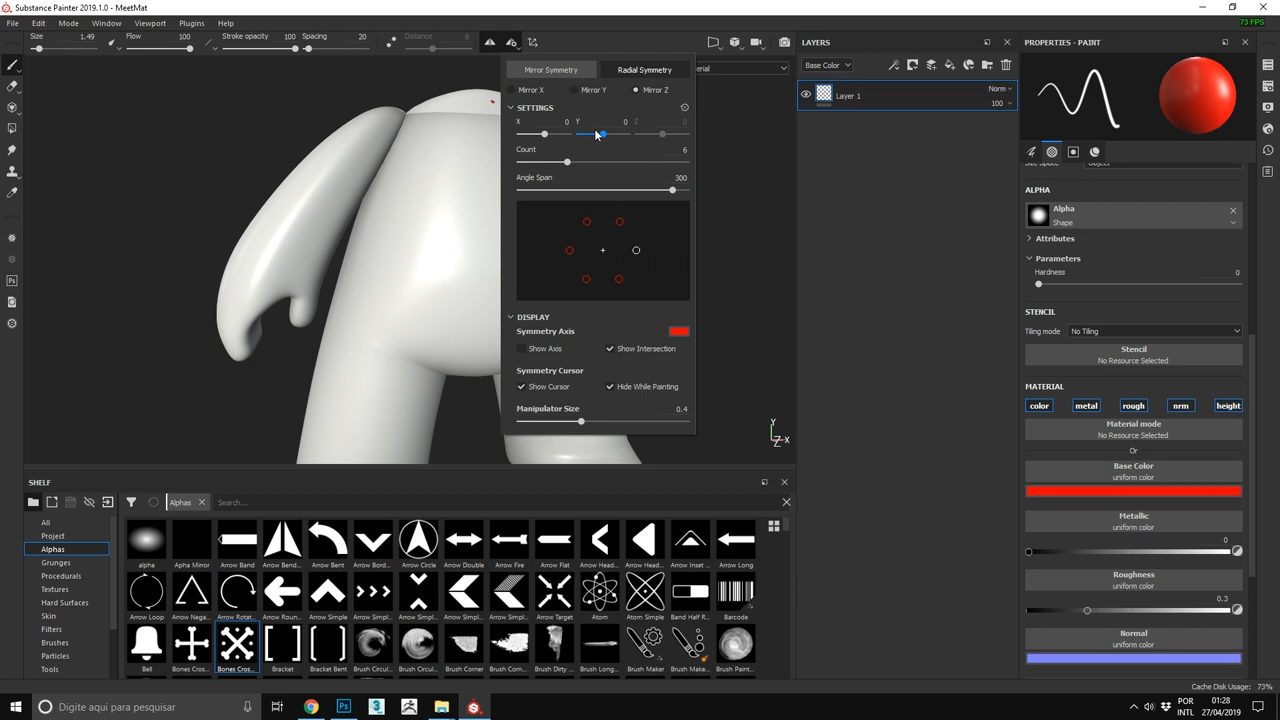 Substance Painter 2019.1.0 - MeetMat
File Edit Mode Window Viewport Plugins Help
73 FPS
Size 1.49 Flow 100 Stroke opacity 100 Spacing 20 Distance 8
LAYERS
PROPERTIES - PAINT
Mirror Symmetry Radial Symmetry
erial
Base Color
Mirror X Mirror Y Mirror Z
Layer 1
Norm
100
SETTINGS
X 0 Y 0 Z 0
Count 6
Angle Span 300
Object
ALPHA
Alpha
Shape
Attributes
Parameters
Hardness 0
STENCIL
Tiling mode No Tiling
Stencil
No Resource Selected
DISPLAY
Symmetry Axis
Show Axis Show Intersection
Symmetry Cursor
Show Cursor Hide While Painting
Manipulator Size 0.4
MATERIAL
color metal rough nrm height
Material mode
No Resource Selected
Or
Base Color
uniform color
Metallic
uniform color
0
Roughness
uniform color
0.3
Normal
uniform color
Y
Z X
SHELF
Alphas Search...
All
Project
Alphas
Grunges
Procedurals
Textures
Hard Surfaces
Skin
Filters
Brushes
Particles
Tools
alpha Alpha Mirror Arrow Band Arrow Bend... Arrow Bent Arrow Bord... Arrow Circle Arrow Double Arrow Fire Arrow Flat Arrow Head... Arrow Head... Arrow Inset ... Arrow Long
Arrow Loop Arrow Nega... Arrow Rotat... Arrow Roun... Arrow Simple Arrow Simpl... Arrow Simpl... Arrow Simpl... Arrow Simpl... Arrow Target Atom Atom Simple Band Half R... Barcode
Bell Bones Cros... Bones Cros... Bracket Bracket Bent Brush Circul... Brush Circul... Brush Corner Brush Corn... Brush Dirty ... Brush Long... Brush Maker Brush Make... Brush Paint...
Cache Disk Usage: 73%
Digite aqui para pesquisar
Ps
POR
INTL
01:28
27/04/2019